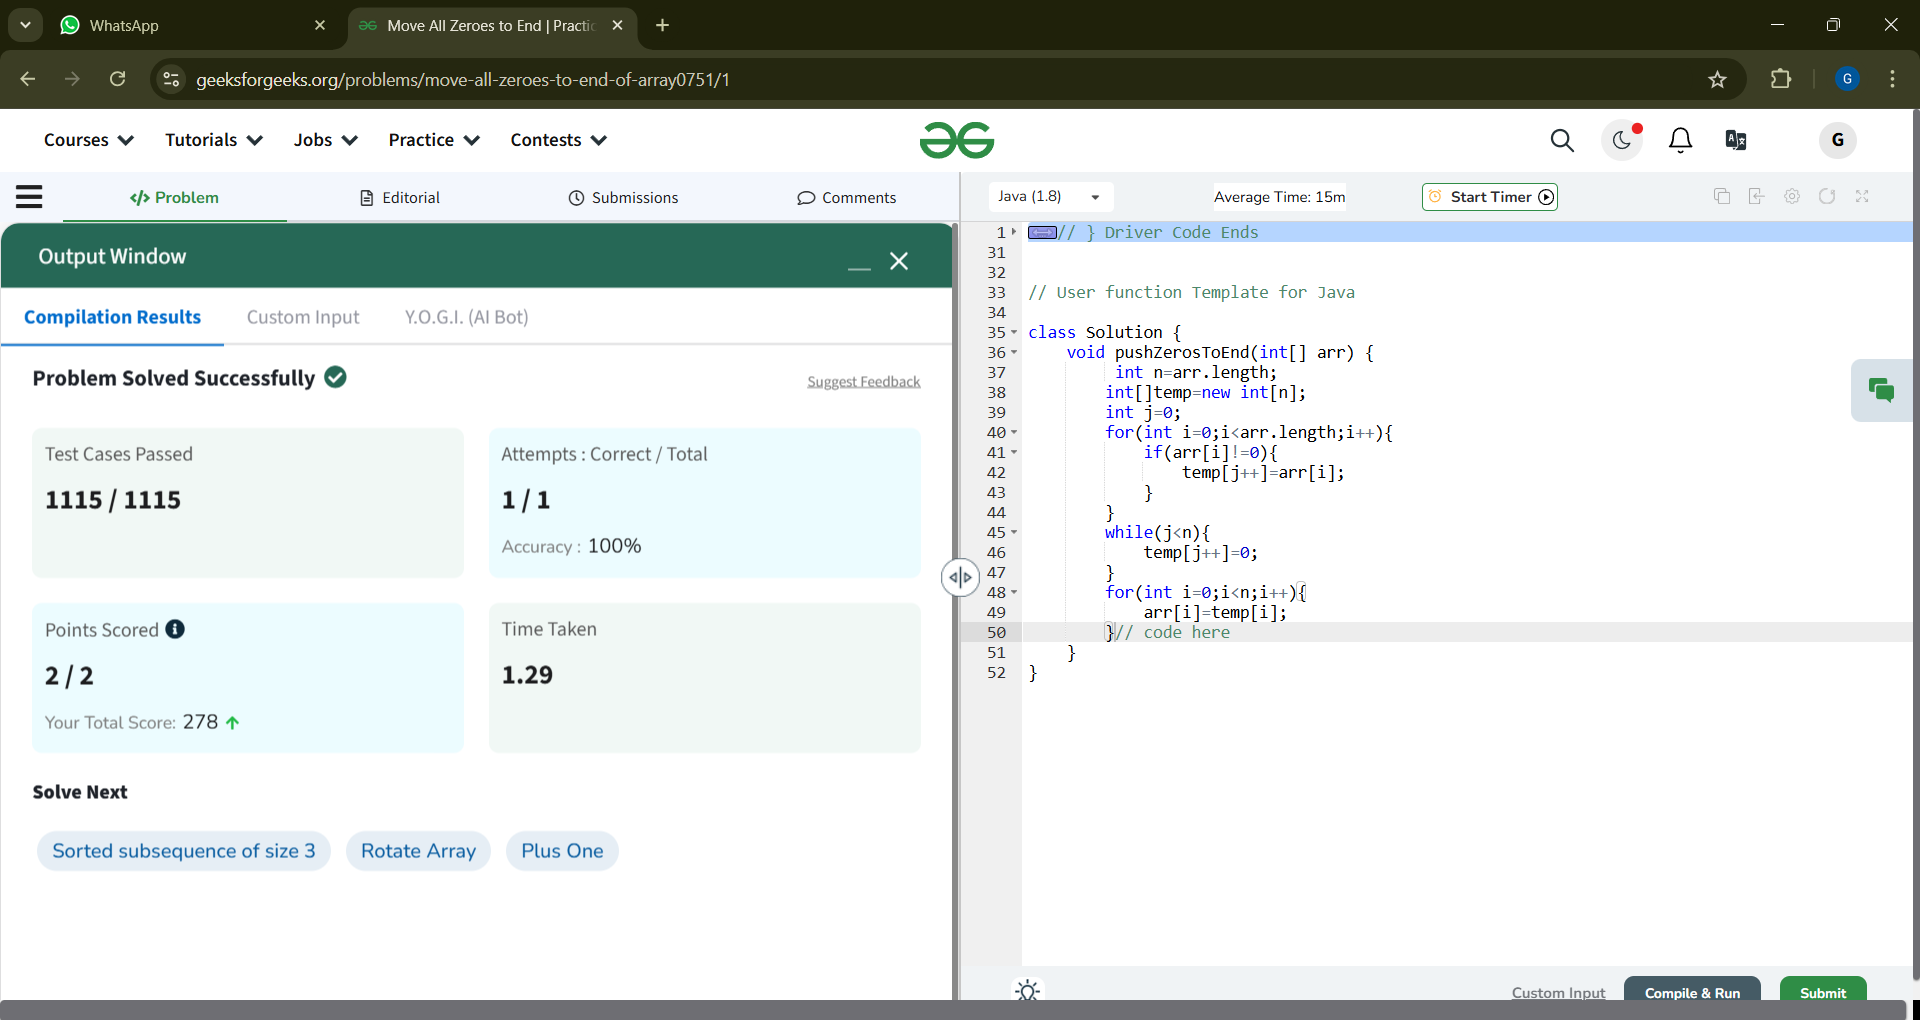 WhatsApp
Move All Zeroes to End | Practic
geeksforgeeks.org/problems/move-all-zeroes-to-end-of-array0751/1
G
Courses Tutorials Jobs Practice Contests
G
</> Problem Editorial Submissions Comments
Java (1.8) Average Time: 15m Start Timer
Output Window
Compilation Results Custom Input Y.O.G.I. (AI Bot)
Problem Solved Successfully
Suggest Feedback
Test Cases Passed
1115 / 1115
Attempts : Correct / Total
1 / 1
Accuracy : 100%
Points Scored
2 / 2
Your Total Score: 278
Time Taken
1.29
Solve Next
Sorted subsequence of size 3 Rotate Array Plus One
1 // } Driver Code Ends
31
32
33 // User function Template for Java
34
35 class Solution {
36 void pushZerosToEnd(int[] arr) {
37 int n=arr.length;
38 int[]temp=new int[n];
39 int j=0;
40 for(int i=0;i<arr.length;i++){
41 if(arr[i]!=0){
42 temp[j++]=arr[i];
43 }
44 }
45 while(j<n){
46 temp[j++]=0;
47 }
48 for(int i=0;i<n;i++){
49 arr[i]=temp[i];
50 }// code here
51 }
52 }
Custom Input Compile & Run Submit